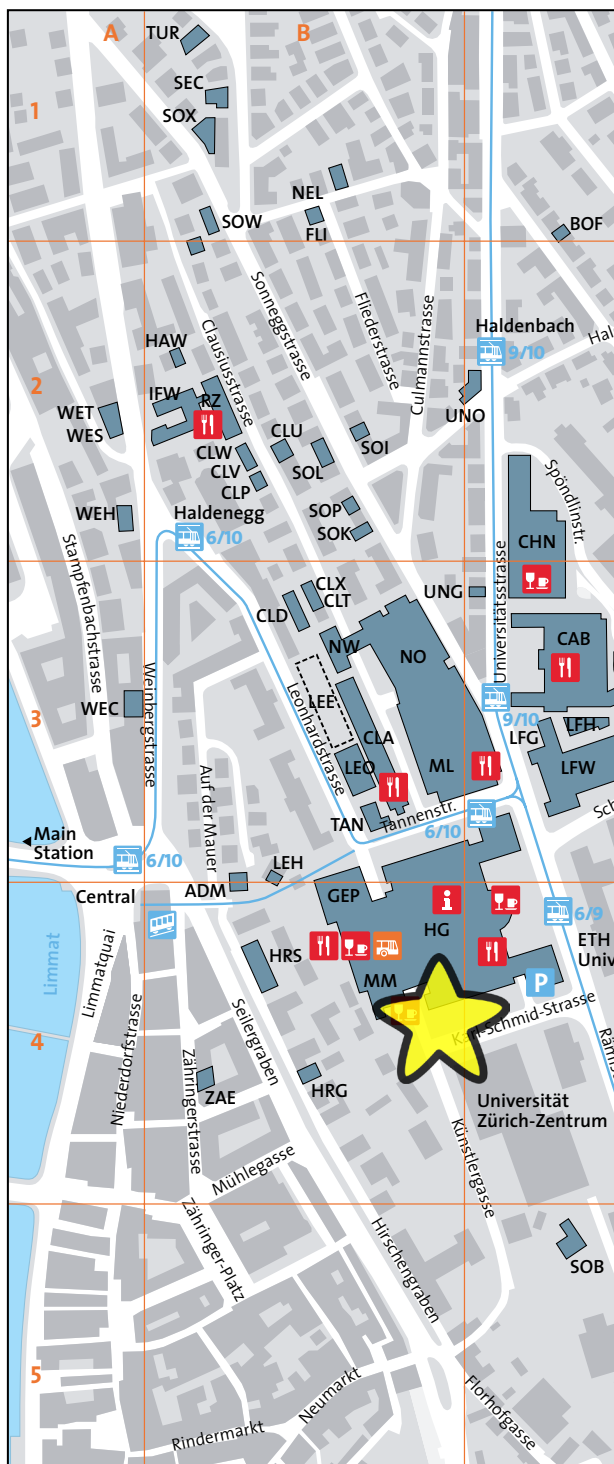 A
B
TUR
SEC
1
SOX
NEL
SOW
FLI
BOF
Sonneggstrasse
Fliederstrasse
Culmannstrasse
Clausiusstrasse
Haldenbach
9/10
Hal
HAW
2
IFW
RZ
WET
WES
UNO
CLU
SOI
CLW
SOL
CLV
CLP
Spöndlinstr.
WEH
SOP
Haldenegg
SOK
6/10
CHN
Stampfenbachstrasse
CLX
CLT
UNG
Universitätsstrasse
CLD
CAB
NW
NO
Weinbergstrasse
Leonhardstrasse
LEE
WEC
3
9/10
CLA
LFG
LFH
LEO
ML
LFW
Auf der Mauer
TAN
Tannenstr.
Sch
6/10
Main
Station
6/10
LEH
ADM
GEP
Central
HG
6/9
ETH
Univ
HRS
MM
P
Limmat
Limmatquai
Seilergraben
Karl-Schmid-Strasse
4
Niederdorfstrasse
Zähringerstrasse
ZAE
HRG
Universität
Zürich-Zentrum
Künstlergasse
Mühlegasse
Zähringer-Platz
Hirschengraben
SOB
5
Neumarkt
Florhofgasse
Rindermarkt